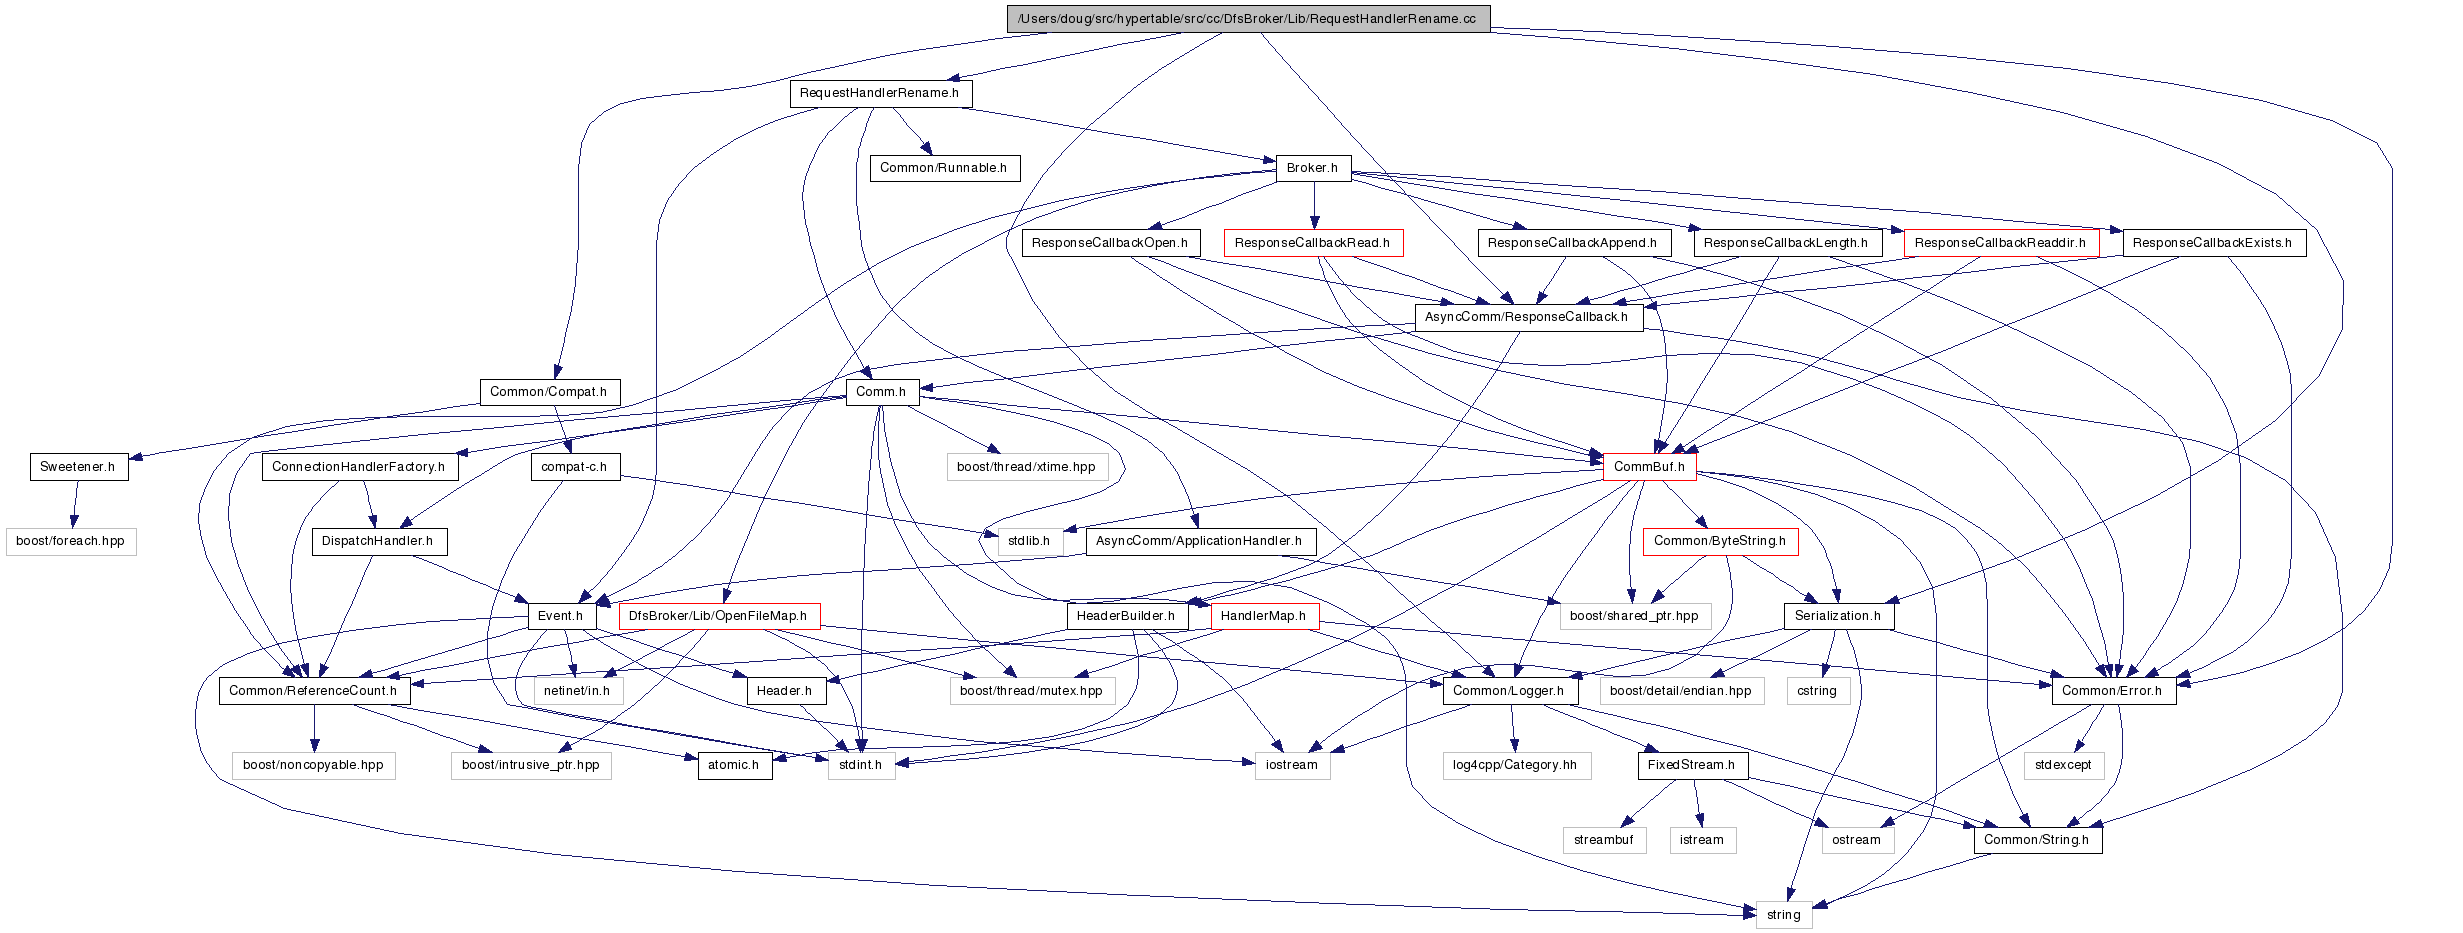 /Users/doug/src/hypertable/src/cc/DfsBroker/Lib/RequestHandlerRename.cc
RequestHandlerRename.h
Common/Runnable.h
Broker.h
ResponseCallbackOpen.h
ResponseCallbackRead.h
ResponseCallbackAppend.h
ResponseCallbackLength.h
ResponseCallbackReaddir.h
ResponseCallbackExists.h
AsyncComm/ResponseCallback.h
Common/Compat.h
Comm.h
Sweetener.h
ConnectionHandlerFactory.h
compat-c.h
boost/thread/xtime.hpp
CommBuf.h
boost/foreach.hpp
DispatchHandler.h
stdlib.h
AsyncComm/ApplicationHandler.h
Common/ByteString.h
Event.h
DfsBroker/Lib/OpenFileMap.h
HeaderBuilder.h
HandlerMap.h
boost/shared_ptr.hpp
Serialization.h
Common/ReferenceCount.h
netinet/in.h
Header.h
boost/thread/mutex.hpp
Common/Logger.h
boost/detail/endian.hpp
cstring
Common/Error.h
boost/noncopyable.hpp
boost/intrusive_ptr.hpp
atomic.h
stdint.h
iostream
log4cpp/Category.hh
FixedStream.h
stdexcept
streambuf
istream
ostream
Common/String.h
string